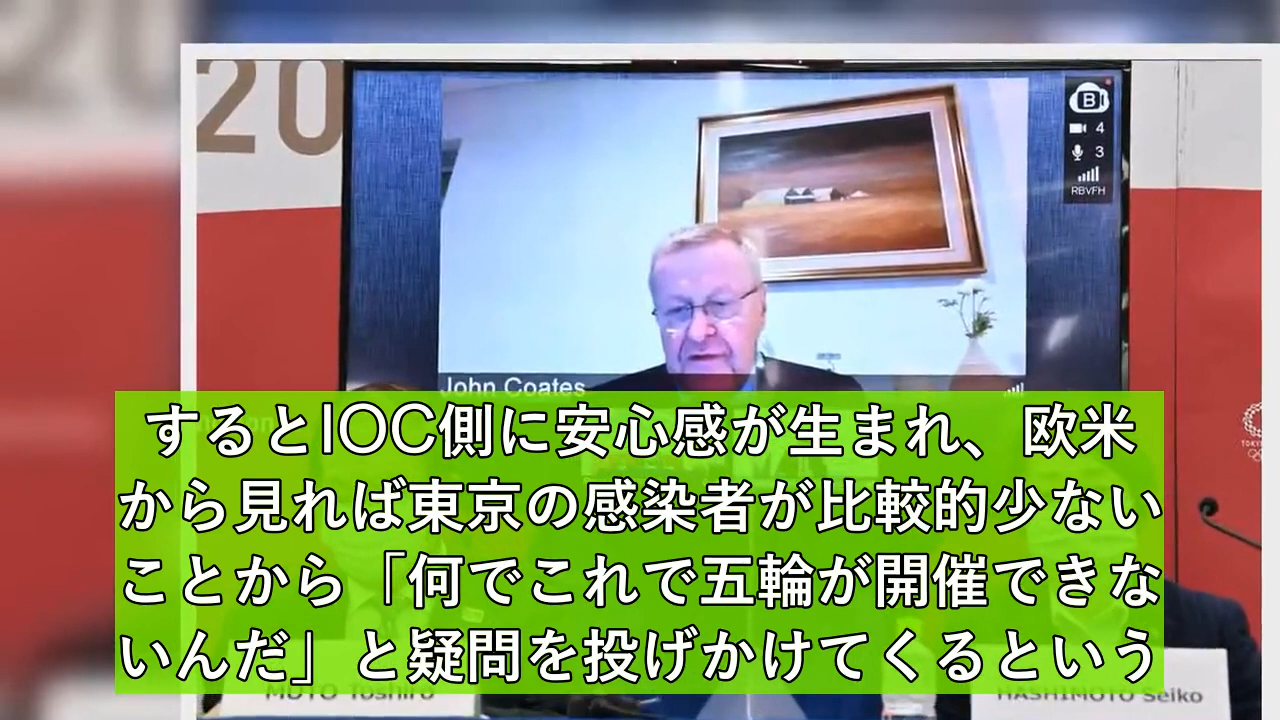 20
B
4
3
RBVFH
John Coates
するとIOC側に安心感が生まれ、欧米
から見れば東京の感染者が比較的少ない
ことから「何でこれで五輪が開催できな
いんだ」と疑問を投げかけてくるという
MUTO Toshiro
HASHIMOTO Seiko